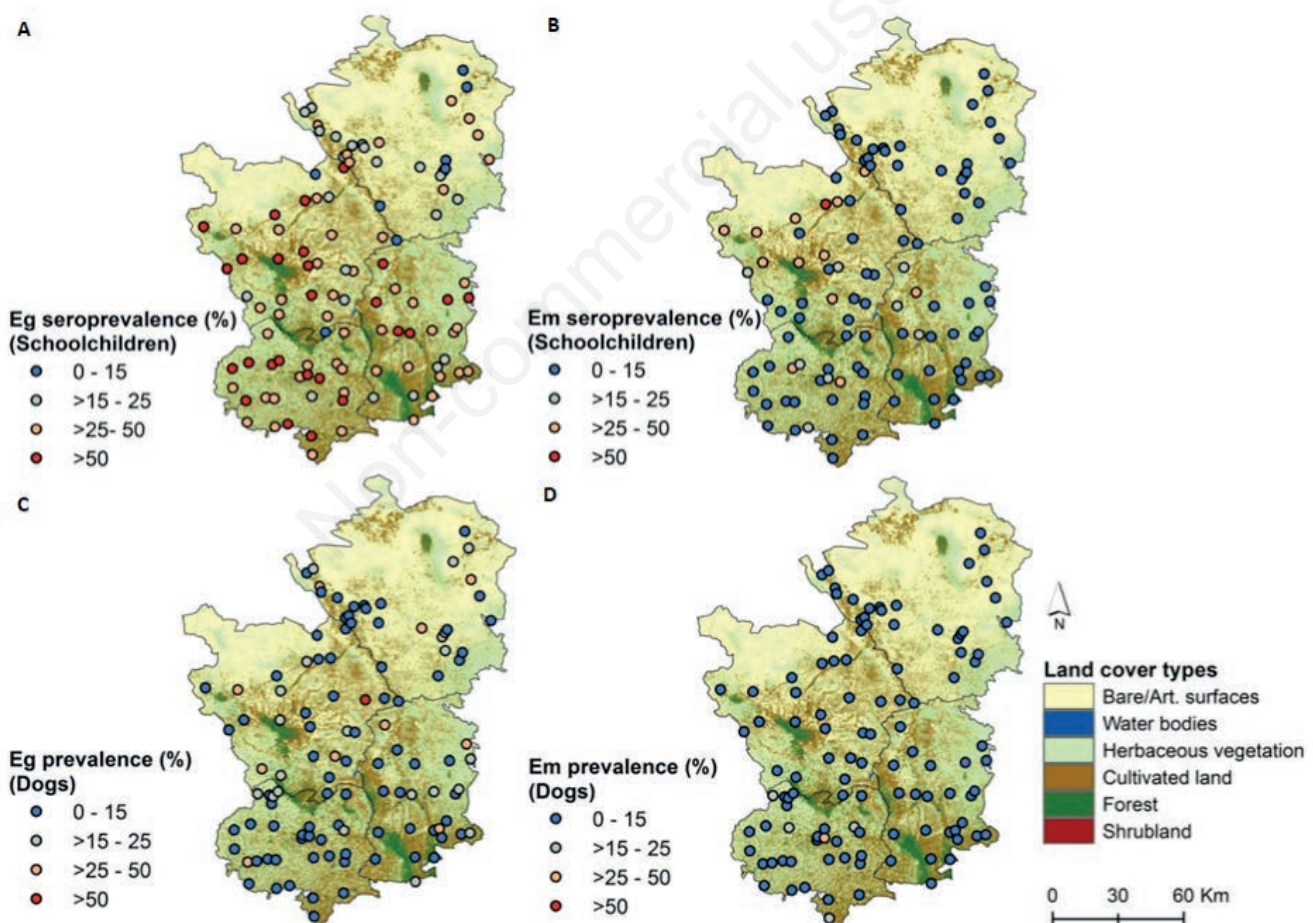 A
B
Eg seroprevalence (%)
(Schoolchildren)
0 - 15
>15 - 25
>25- 50
>50
Em seroprevalence (%)
(Schoolchildren)
0 - 15
>15 - 25
>25 - 50
>50
C
D
Eg prevalence (%)
(Dogs)
0 - 15
>15 - 25
>25 - 50
>50
Em prevalence (%)
(Dogs)
0 - 15
>15 - 25
>25 - 50
>50
N
Land cover types
Bare/Art. surfaces
Water bodies
Herbaceous vegetation
Cultivated land
Forest
Shrubland
0 30 60 Km
Non-commercial